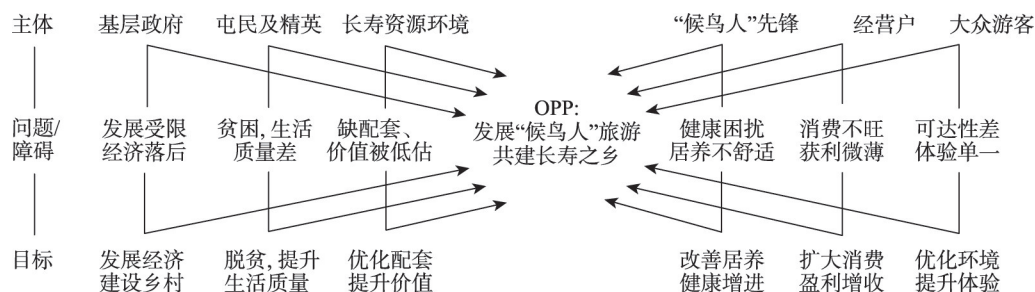 主体 基层政府 屯民及精英 长寿资源环境 “候鸟人”先锋 经营户 大众游客
OPP:
问题/ 发展受限 贫困, 生活 缺配套、 发展“候鸟人”旅游 健康困扰 消费不旺 可达性差
障碍 经济落后 质量差 价值被低估 共建长寿之乡 居养不舒适 获利微薄 体验单一
目标 发展经济 脱贫, 提升 优化配套 改善居养 扩大消费 优化环境
建设乡村 生活质量 提升价值 健康增进 盈利增收 提升体验